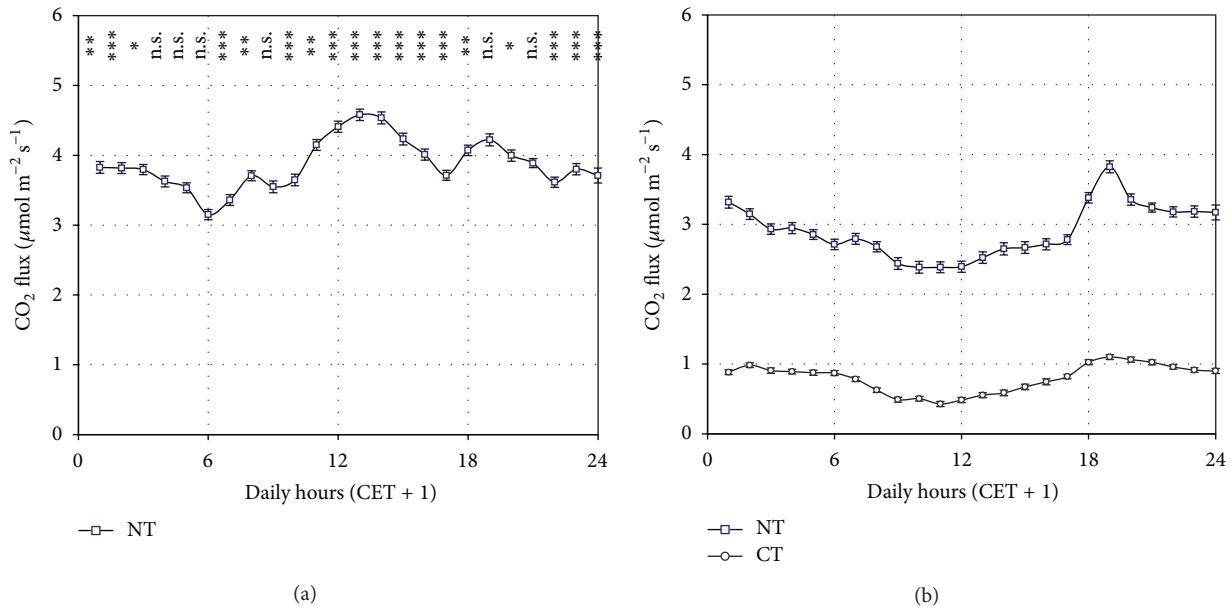 6
** *** * n.s. n.s. n.s. *** ** n.s. *** ** *** *** *** *** *** *** ** n.s. * n.s. *** *** ***
5
4
3
2
1
0
CO₂ flux (μmol m⁻² s⁻¹)
0 6 12 18 24
Daily hours (CET + 1)
NT
(a)
6
5
4
3
2
1
0
CO₂ flux (μmol m⁻² s⁻¹)
0 6 12 18 24
Daily hours (CET + 1)
NT
CT
(b)